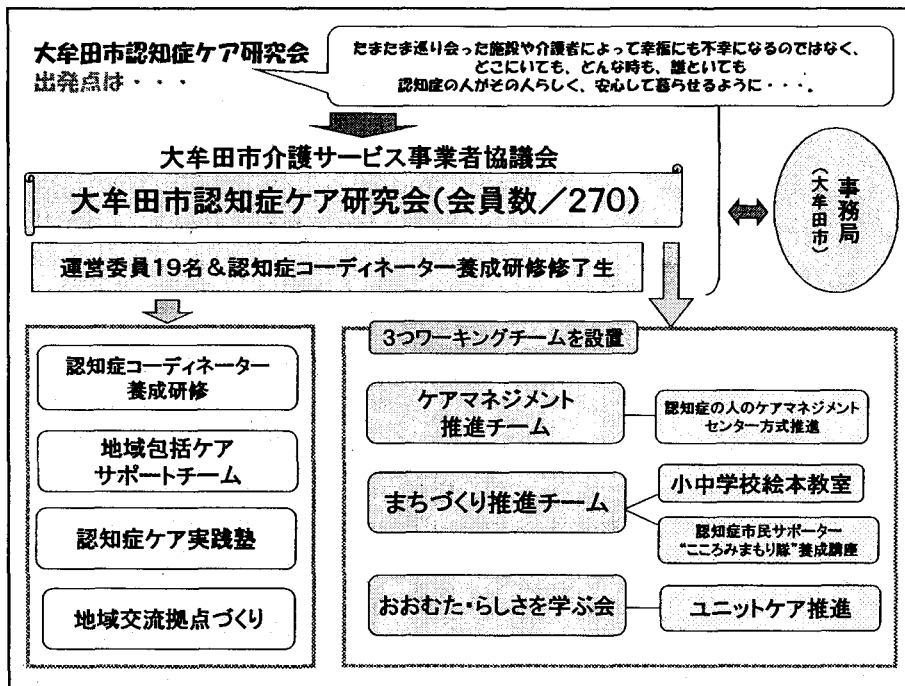 大牟田市認知症ケア研究会
出発点は・・・
たまたま巡り会った施設や介護者によって幸福にも不幸になるのではなく、
どこにいても、どんな時も、誰といても
認知症の人がその人らしく、安心して暮らせるように・・・。
大牟田市介護サービス事業者協議会
大牟田市認知症ケア研究会(会員数/270)
事務局
(大牟田市)
運営委員19名&認知症コーディネーター養成研修修了生
認知症コーディネーター
養成研修
地域包括ケア
サポートチーム
認知症ケア実践塾
地域交流拠点づくり
3つワーキングチームを設置
ケアマネジメント
推進チーム
認知症の人のケアマネジメント
センター方式推進
まちづくり推進チーム
小中学校絵本教室
認知症市民サポーター
“こころみまもり隊”養成講座
おおむた・らしさを学ぶ会
ユニットケア推進